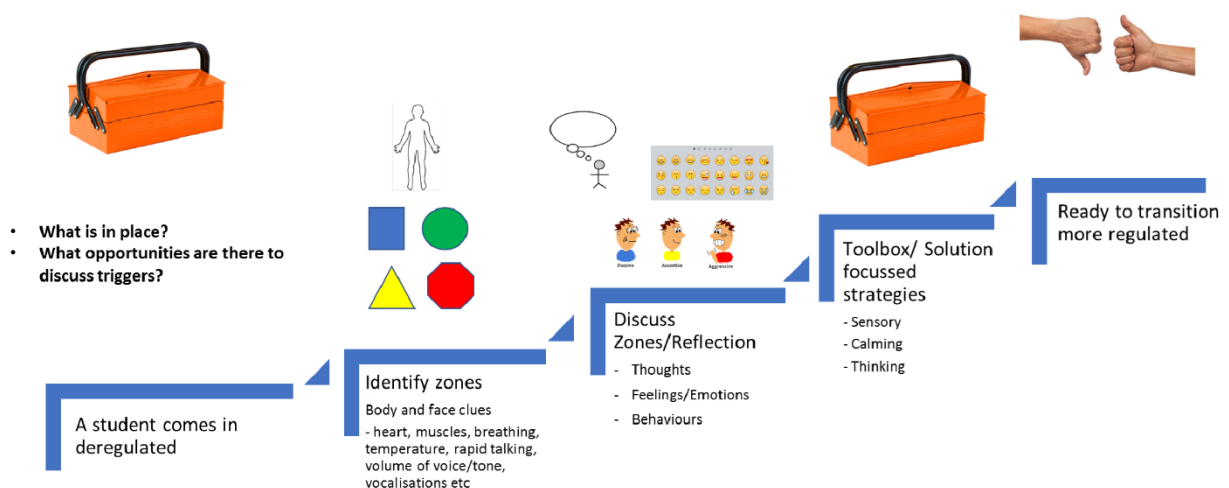 • What is in place?
• What opportunities are there to
discuss triggers?
A student comes in
deregulated
Identify zones
Body and face clues
- heart, muscles, breathing,
temperature, rapid talking,
volume of voice/tone,
vocalisations etc
Passive
Assertive
Aggressive
Discuss
Zones/Reflection
- Thoughts
- Feelings/Emotions
- Behaviours
Toolbox/ Solution
focussed
strategies
- Sensory
- Calming
- Thinking
Ready to transition
more regulated